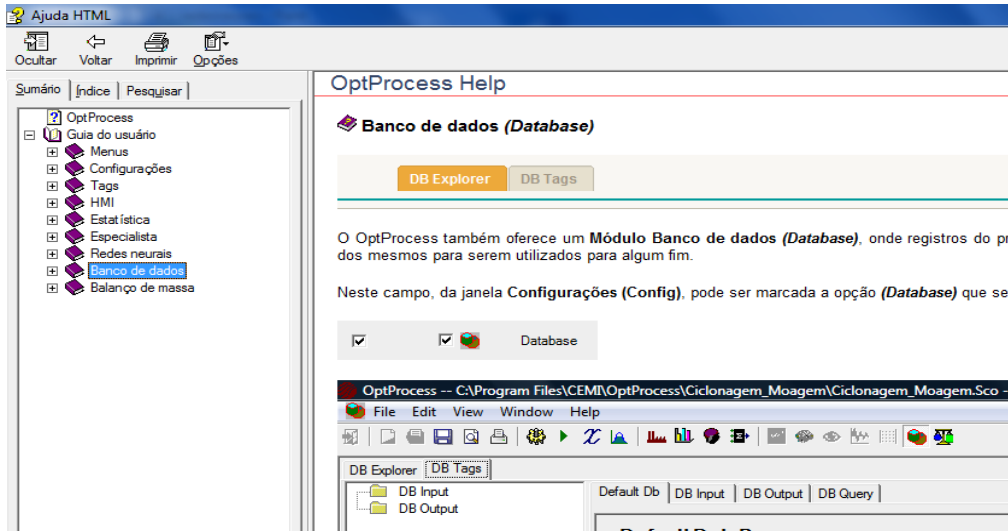 Ajuda HTML
Ocultar Voltar Imprimir Opções
Sumário Índice Pesquisar
OptProcess
Guia do usuário
Menus
Configurações
Tags
HMI
Estatística
Especialista
Redes neurais
Banco de dados
Balanço de massa
OptProcess Help
Banco de dados (Database)
DB Explorer DB Tags
O OptProcess também oferece um Módulo Banco de dados (Database), onde registros do
dos mesmos para serem utilizados para algum fim.
Neste campo, da janela Configurações (Config), pode ser marcada a opção (Database) que se
Database
OptProcess -- C:\Program Files\CEMI\OptProcess\Ciclonagem_Moagem\Ciclonagem_Moagem.Sco -
File Edit View Window Help
DB Explorer DB Tags
DB Input
DB Output
Default Db DB Input DB Output DB Query